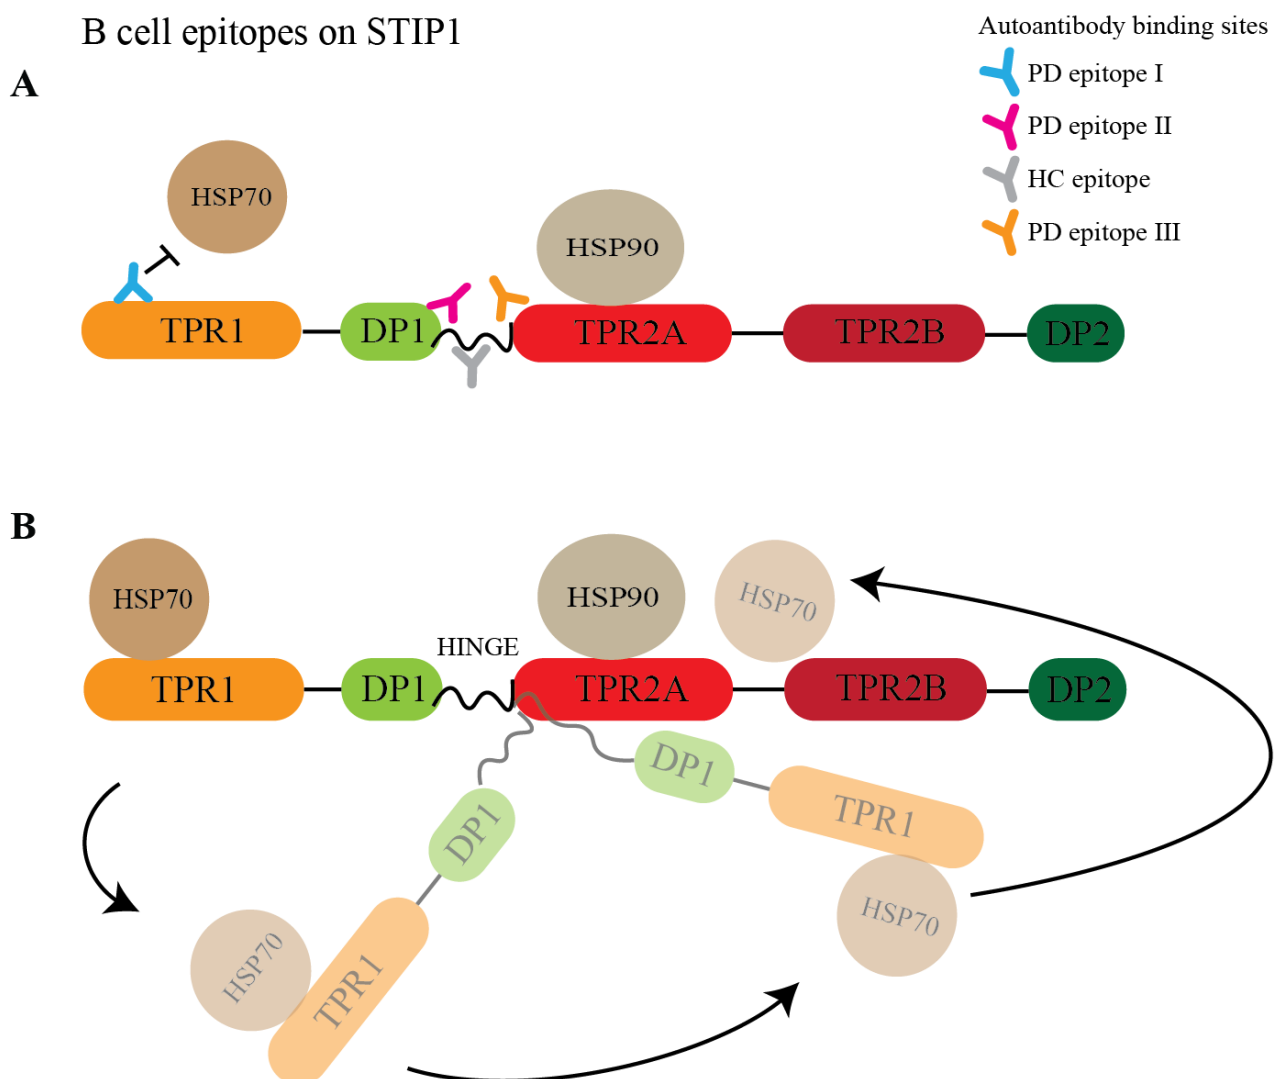 B cell epitopes on STIP1
Autoantibody binding sites
PD epitope I
PD epitope II
HC epitope
PD epitope III
A
HSP70
HSP90
TPR1
DP1
TPR2A
TPR2B
DP2
B
HSP70
HSP90
HSP70
HINGE
TPR1
DP1
TPR2A
TPR2B
DP2
DP1
TPR1
HSP70
DP1
TPR1
HSP70